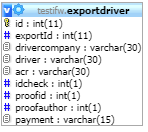 testifw.exportdriver
id : int(11)
exportId : int(11)
drivercompany : varchar(30)
driver : varchar(30)
acr : varchar(30)
idcheck : int(1)
proofid : int(1)
proofauthor : int(1)
payment : varchar(15)